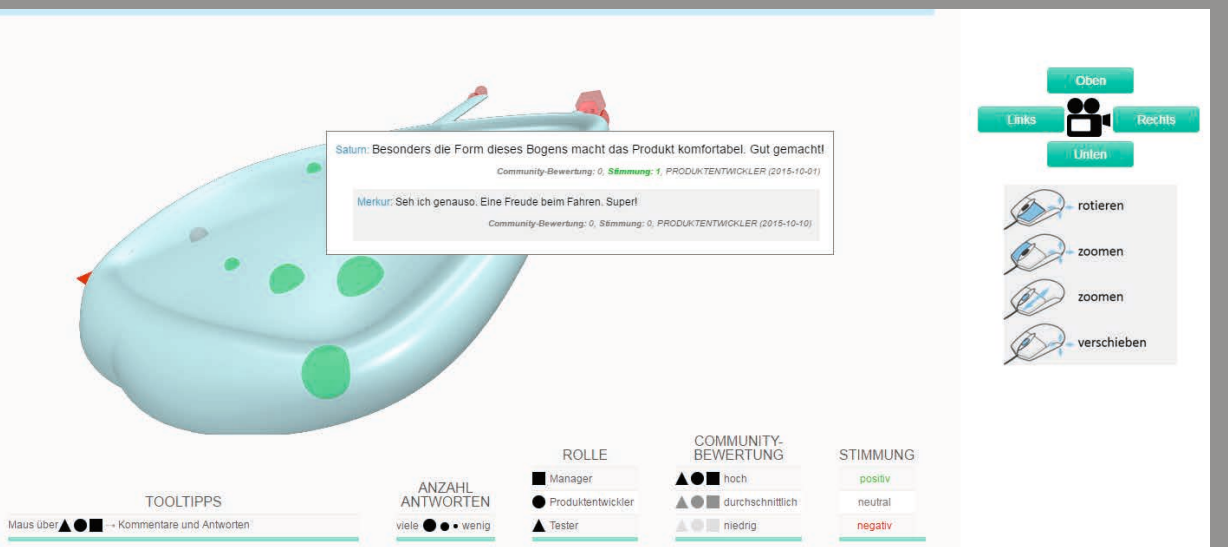 Saturn: Besonders die Form dieses Bogens macht das Produkt komfortabel. Gut gemacht!
Community-Bewertung: 0, Stimmung: 1, PRODUKTENTWICKLER (2015-10-01)
Merkur: Seh ich genauso. Eine Freude beim Fahren. Super!
Community-Bewertung: 0, Stimmung: 0, PRODUKTENTWICKLER (2015-10-10)
Oben
Links
Rechts
Unten
rotieren
zoomen
zoomen
verschieben
TOOLTIPPS
Maus über → Kommentare und Antworten
ANZAHL
ANTWORTEN
viele wenig
ROLLE
Manager
Produktentwickler
Tester
COMMUNITY-
BEWERTUNG
hoch
durchschnittlich
niedrig
STIMMUNG
positiv
neutral
negativ